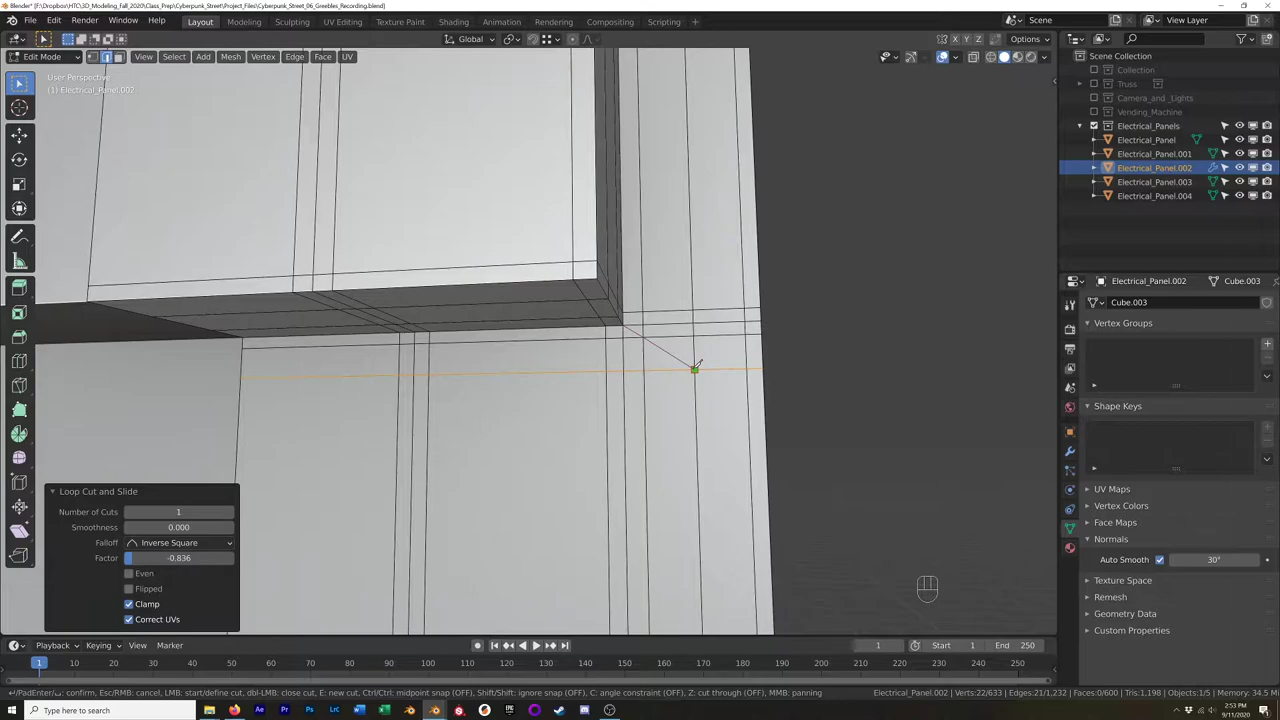 Blender* [D:\Dropbox\HTC\3D_Modeling_Fall_2020\Class_Prep\Cyberpunk_Street\Project_Files\Cyberpunk_Street_06_Greebles_Recording.blend]
File Edit Render Window Help Layout Modeling Sculpting UV Editing Texture Paint Shading Animation Rendering Compositing Scripting + Scene View Layer
Global Options
Edit Mode View Select Add Mesh Vertex Edge Face UV
User Perspective
(1) Electrical_Panel.002
Scene Collection
Collection
Truss
Camera_and_Lights
Vending_Machine
Electrical_Panels
Electrical_Panel
Electrical_Panel.001
Electrical_Panel.002
Electrical_Panel.003
Electrical_Panel.004
Electrical_Panel.002 Cube.003
Cube.003
Vertex Groups
Shape Keys
UV Maps
Vertex Colors
Face Maps
Normals
Auto Smooth 30°
Texture Space
Remesh
Geometry Data
Custom Properties
Loop Cut and Slide
Number of Cuts 1
Smoothness 0.000
Falloff Inverse Square
Factor -0.836
Even
Flipped
Clamp
Correct UVs
Playback Keying View Marker 1 Start 1 End 250
1 10 20 30 40 50 60 70 80 90 100 110 120 130 140 150 160 170 180 190 200 210 220 230 240 250
: confirm, Esc/RMB: cancel, LMB: start/define cut, dbl-LMB: close cut, E: new cut, Ctrl/Ctrl: midpoint snap (OFF), Shift/Shift: ignore snap (OFF), C: angle constraint (OFF), Z: cut through (OFF), MMB: panning Electrical_Panel.002 | Verts:22/633 | Edges:21/1,232 | Faces:0/600 | Tris:1,198 | Objects:1/5 | Memory: 34.5 M
Type here to search
2:53 PM
9/11/2020